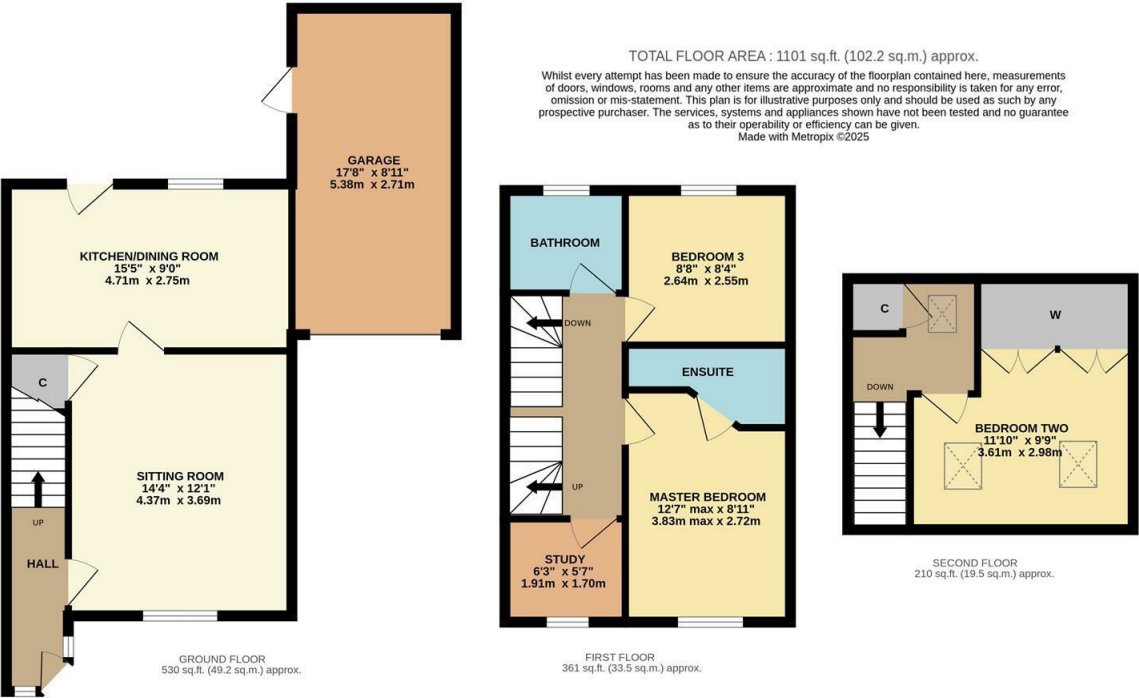 TOTAL FLOOR AREA : 1101 sq.ft. (102.2 sq.m.) approx.
Whilst every attempt has been made to ensure the accuracy of the floorplan contained here, measurements
of doors, windows, rooms and any other items are approximate and no responsibility is taken for any error,
omission or mis-statement. This plan is for illustrative purposes only and should be used as such by any
prospective purchaser. The services, systems and appliances shown have not been tested and no guarantee
as to their operability or efficiency can be given.
Made with Metropix ©2025
GARAGE
17'8" x 8'11"
5.38m x 2.71m
KITCHEN/DINING ROOM
15'5" x 9'0"
4.71m x 2.75m
C
SITTING ROOM
14'4" x 12'1"
4.37m x 3.69m
UP
HALL
GROUND FLOOR
530 sq.ft. (49.2 sq.m.) approx.
BATHROOM
BEDROOM 3
8'8" x 8'4"
2.64m x 2.55m
DOWN
ENSUITE
UP
MASTER BEDROOM
12'7" max x 8'11"
3.83m max x 2.72m
STUDY
6'3" x 5'7"
1.91m x 1.70m
FIRST FLOOR
361 sq.ft. (33.5 sq.m.) approx.
C
W
DOWN
BEDROOM TWO
11'10" x 9'9"
3.61m x 2.98m
SECOND FLOOR
210 sq.ft. (19.5 sq.m.) approx.